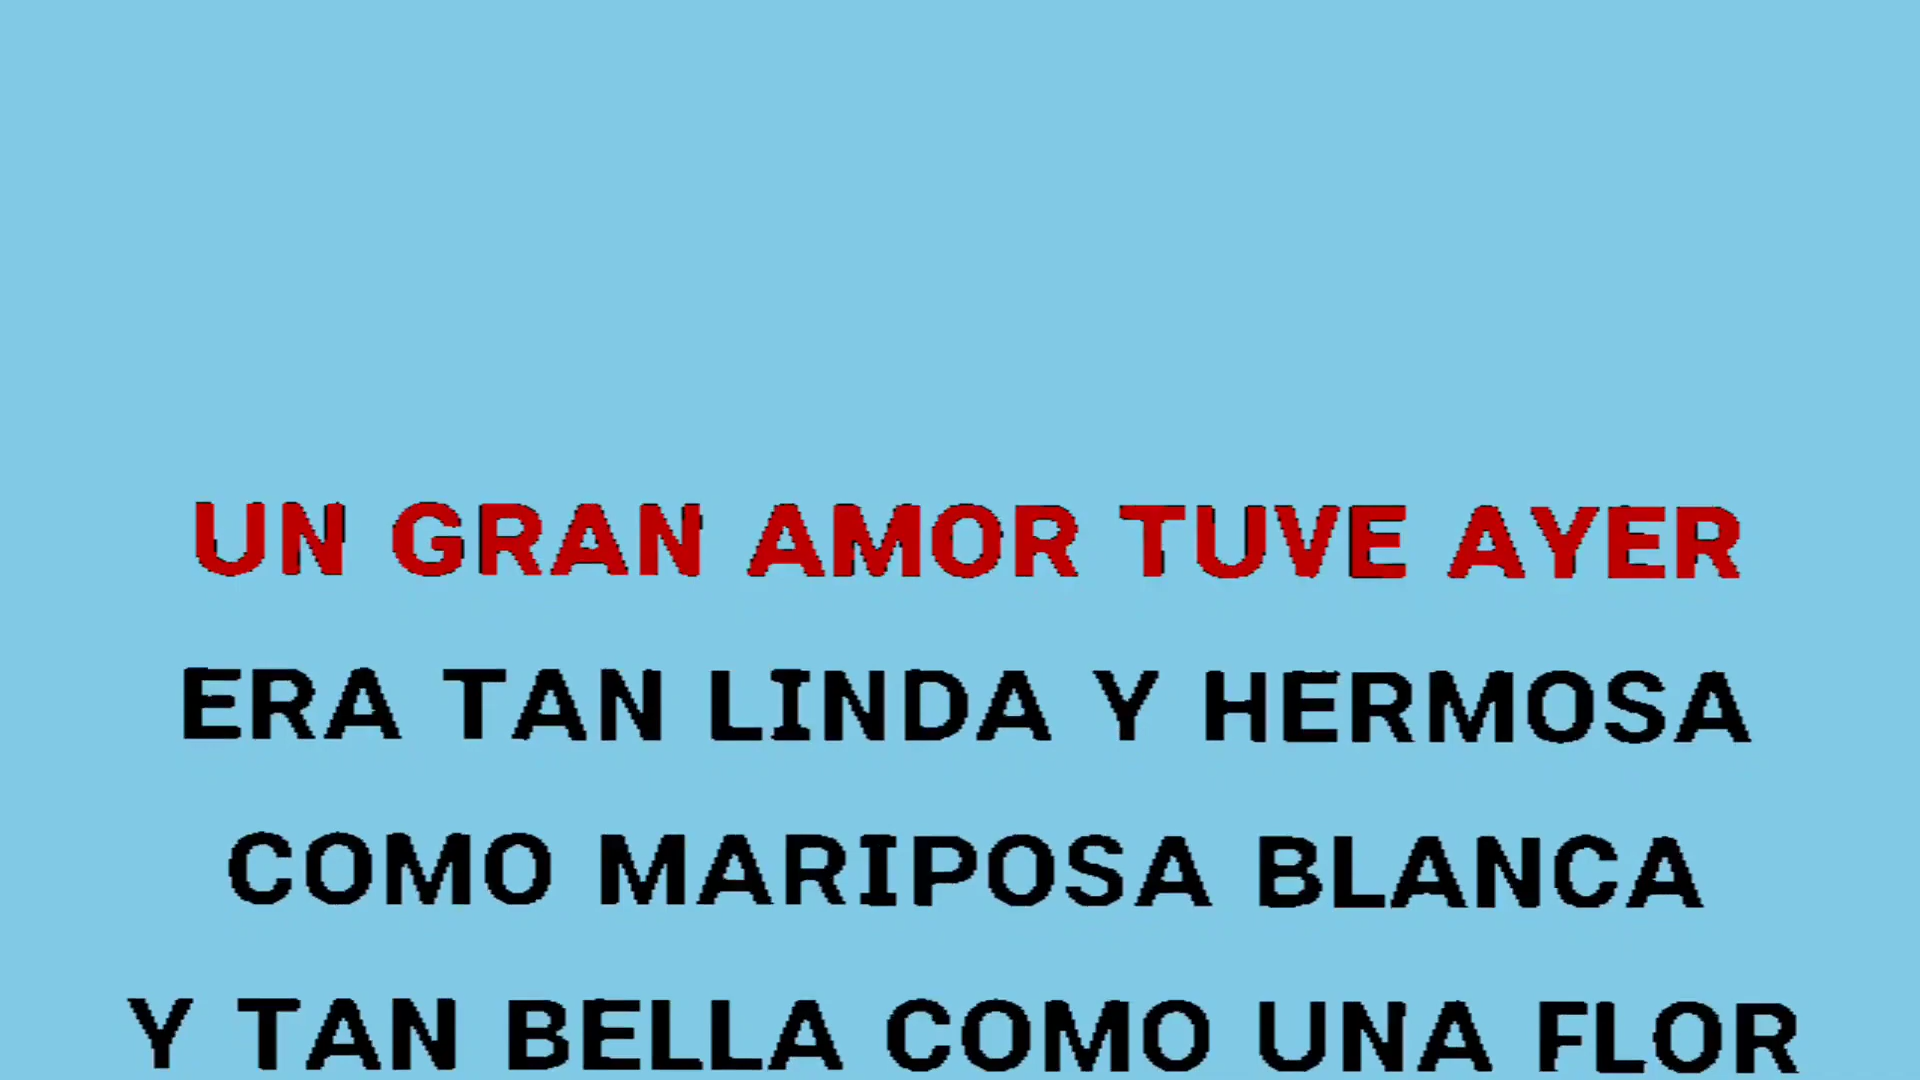 UN GRAN AMOR TUVE AYER
ERA TAN LINDA Y HERMOSA
COMO MARIPOSA BLANCA
Y TAN BELLA COMO UNA FLOR